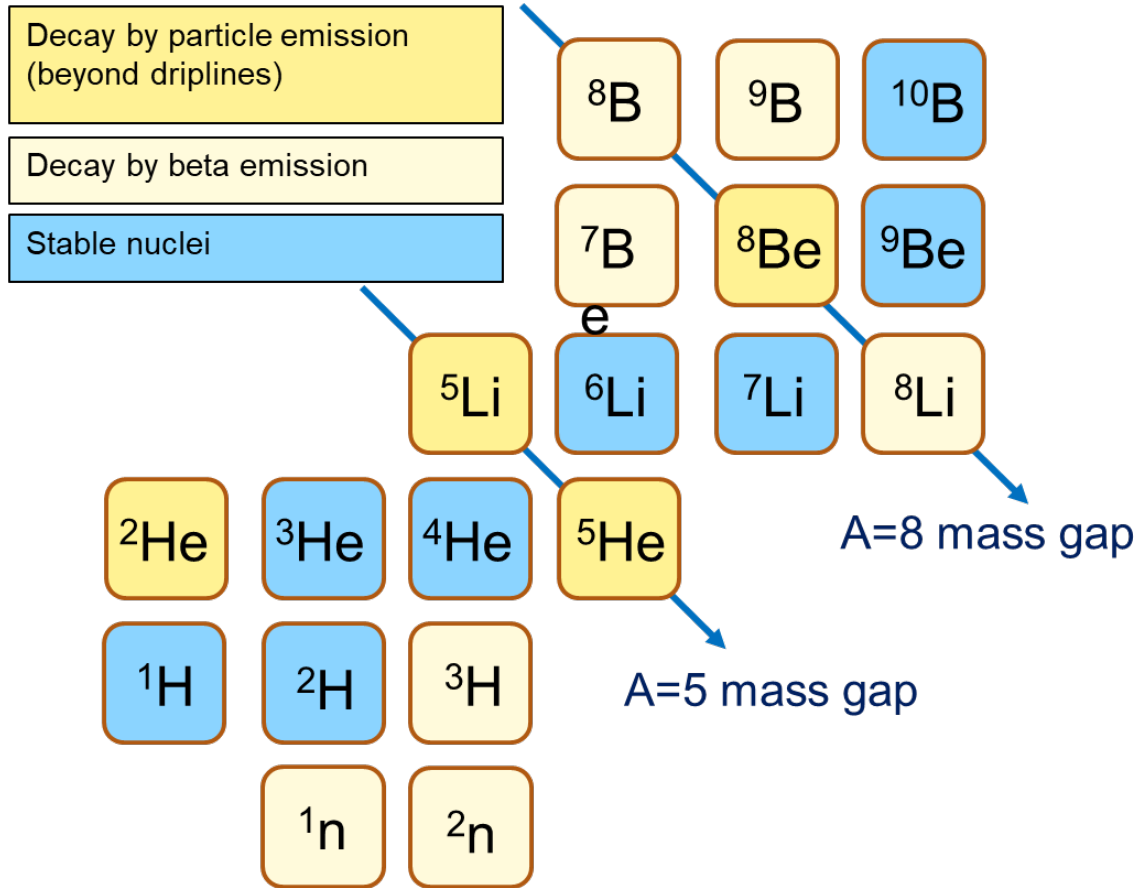 Decay by particle emission
(beyond driplines)
Decay by beta emission
Stable nuclei
⁸B
⁹B
¹⁰B
⁷B
e
⁸Be
⁹Be
⁵Li
⁶Li
⁷Li
⁸Li
A=8 mass gap
²He
³He
⁴He
⁵He
¹H
²H
³H
A=5 mass gap
¹n
²n